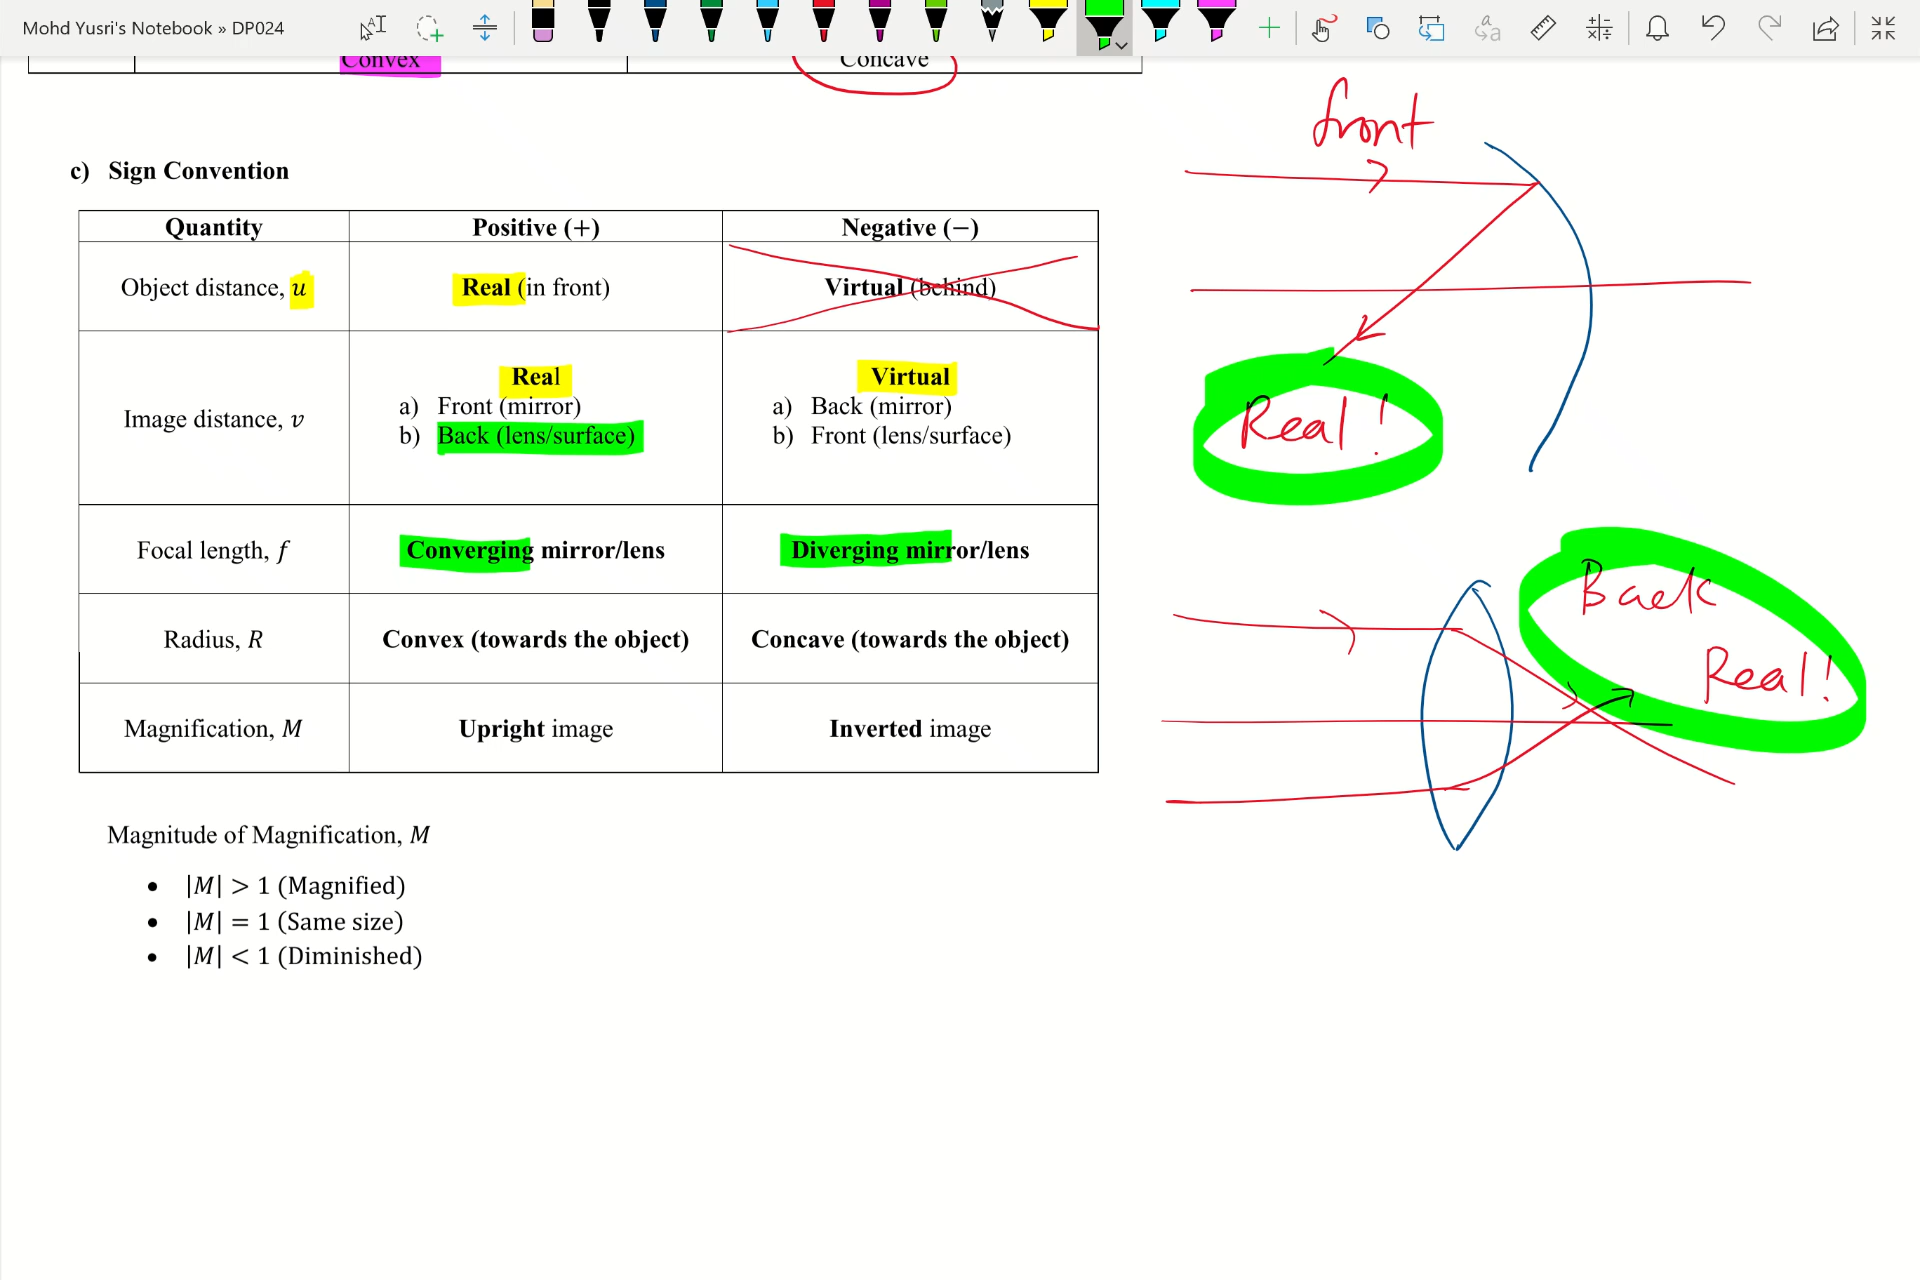 Mohd Yusri's Notebook » DP024
Convex
Concave
c) Sign Convention
Quantity
Positive (+)
Negative (−)
Object distance, u
Real (in front)
Virtual (behind)
Image distance, v
Real
a) Front (mirror)
b) Back (lens/surface)
Virtual
a) Back (mirror)
b) Front (lens/surface)
Focal length, f
Converging mirror/lens
Diverging mirror/lens
Radius, R
Convex (towards the object)
Concave (towards the object)
Magnification, M
Upright image
Inverted image
Magnitude of Magnification, M
• |M| > 1 (Magnified)
• |M| = 1 (Same size)
• |M| < 1 (Diminished)
front
Real!
Back
Real!